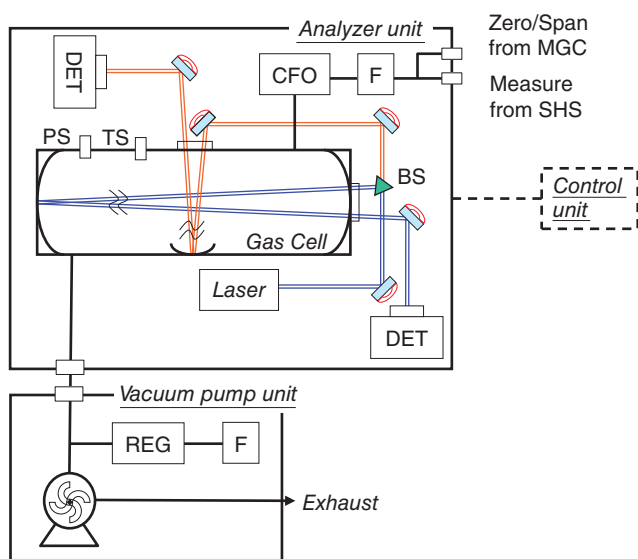 Analyzer unit
Zero/Span
from MGC
DET
CFO
F
Measure
from SHS
PS
TS
BS
Control
unit
Gas Cell
Laser
DET
Vacuum pump unit
REG
F
Exhaust